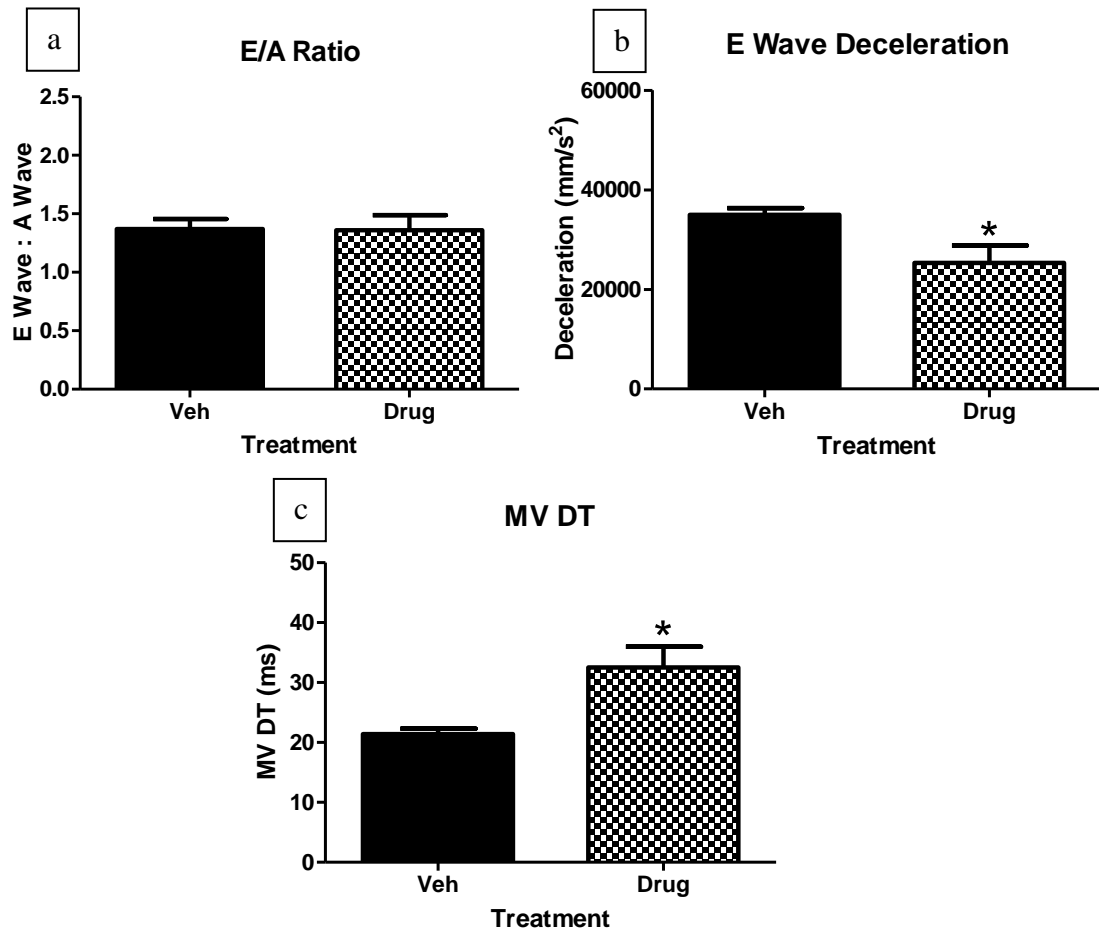 a
E/A Ratio
E Wave : A Wave
2.5
2.0
1.5
1.0
0.5
0.0
Veh
Drug
Treatment
b
E Wave Deceleration
Deceleration (mm/s²)
60000
40000
20000
0
*
Veh
Drug
Treatment
c
MV DT
MV DT (ms)
50
40
30
20
10
0
*
Veh
Drug
Treatment